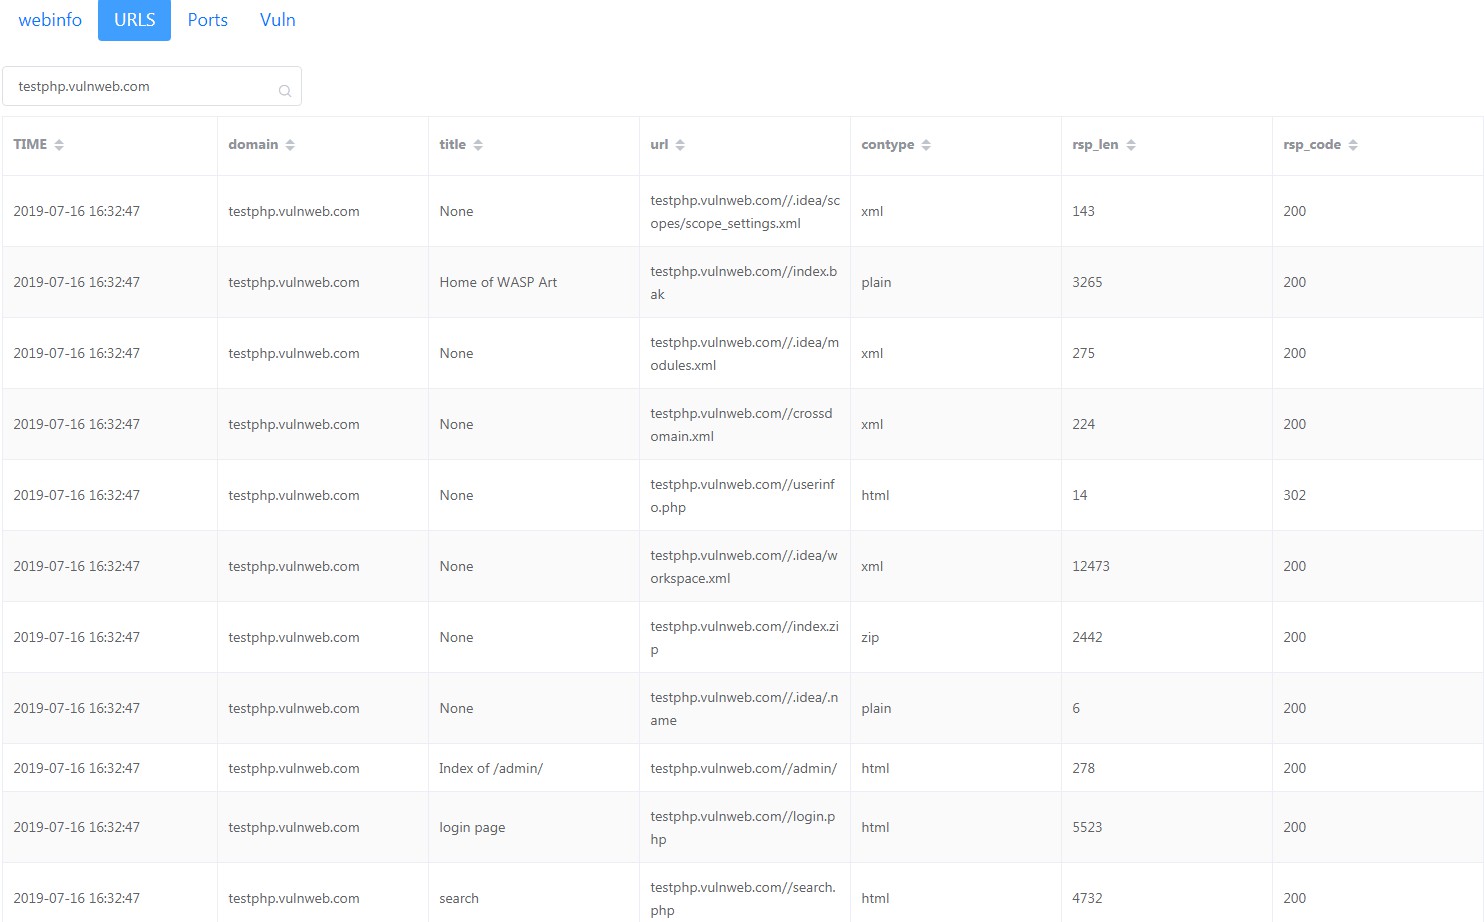 webinfo URLS Ports Vuln
testphp.vulnweb.com
TIME domain title url contype rsp_len rsp_code
2019-07-16 16:32:47 testphp.vulnweb.com None testphp.vulnweb.com//.idea/sc
opes/scope_settings.xml xml 143 200
2019-07-16 16:32:47 testphp.vulnweb.com Home of WASP Art testphp.vulnweb.com//index.b
ak plain 3265 200
2019-07-16 16:32:47 testphp.vulnweb.com None testphp.vulnweb.com//.idea/m
odules.xml xml 275 200
2019-07-16 16:32:47 testphp.vulnweb.com None testphp.vulnweb.com//crossd
omain.xml xml 224 200
2019-07-16 16:32:47 testphp.vulnweb.com None testphp.vulnweb.com//userinf
o.php html 14 302
2019-07-16 16:32:47 testphp.vulnweb.com None testphp.vulnweb.com//.idea/w
orkspace.xml xml 12473 200
2019-07-16 16:32:47 testphp.vulnweb.com None testphp.vulnweb.com//index.zi
p zip 2442 200
2019-07-16 16:32:47 testphp.vulnweb.com None testphp.vulnweb.com//.idea/.n
ame plain 6 200
2019-07-16 16:32:47 testphp.vulnweb.com Index of /admin/ testphp.vulnweb.com//admin/ html 278 200
2019-07-16 16:32:47 testphp.vulnweb.com login page testphp.vulnweb.com//login.p
hp html 5523 200
2019-07-16 16:32:47 testphp.vulnweb.com search testphp.vulnweb.com//search.
php html 4732 200